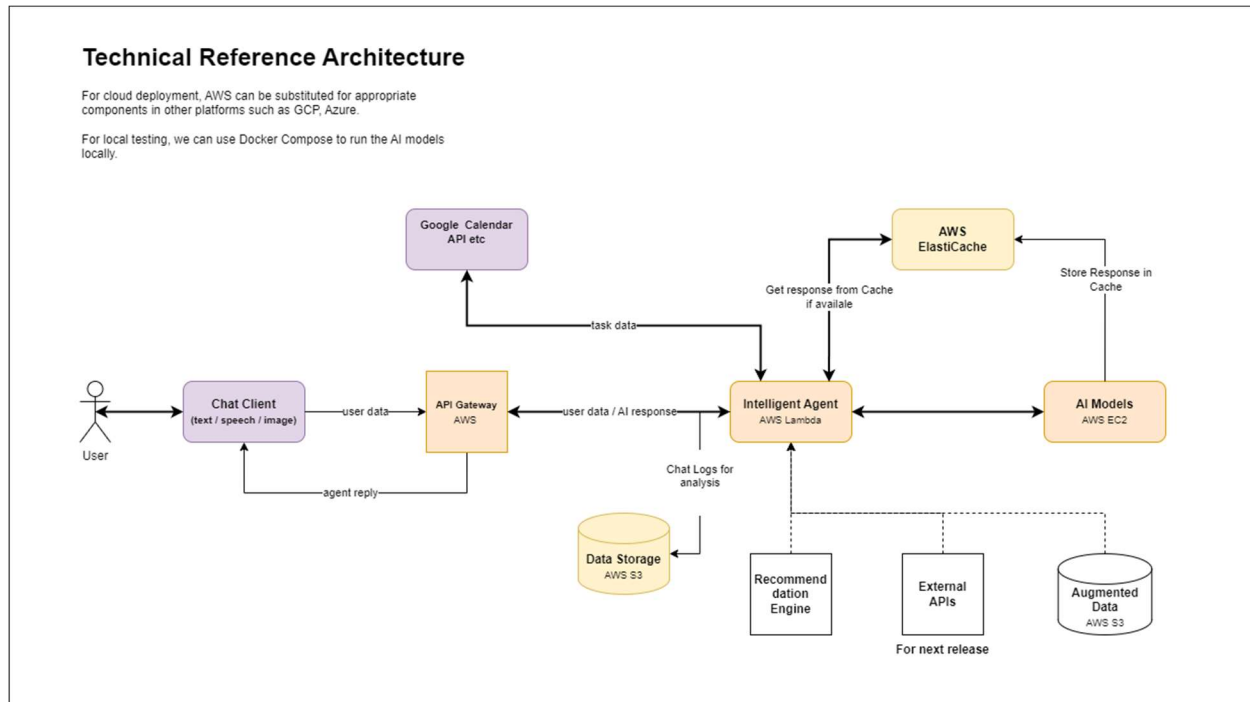 Technical Reference Architecture
For cloud deployment, AWS can be substituted for appropriate
components in other platforms such as GCP, Azure.
For local testing, we can use Docker Compose to run the AI models
locally.
Google Calendar
API etc
AWS
ElastiCache
Get response from Cache
if availale
Store Response in
Cache
task data
User
Chat Client
(text / speech / image)
user data
API Gateway
AWS
user data / AI response
Intelligent Agent
AWS Lambda
AI Models
AWS EC2
agent reply
Chat Logs for
analysis
Data Storage
AWS S3
Recommend
dation
Engine
External
APIs
Augmented
Data
AWS S3
For next release